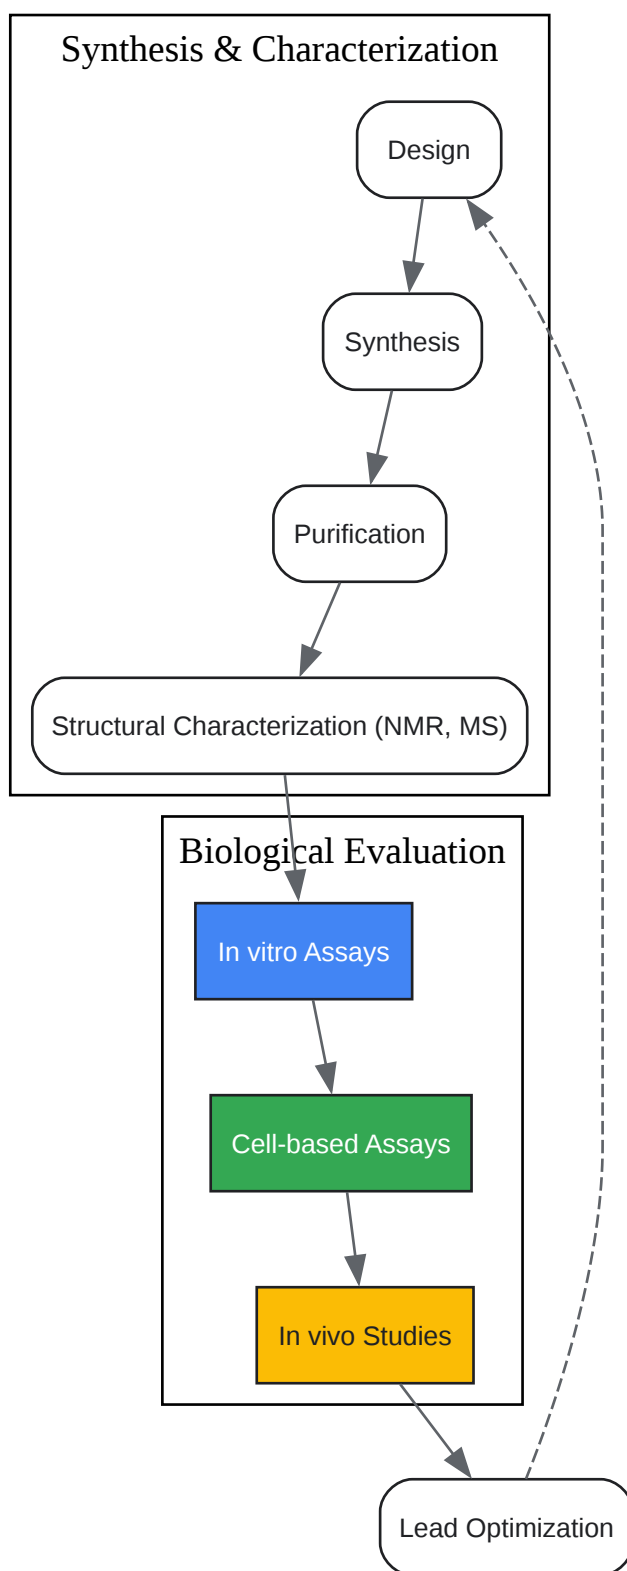 Synthesis & Characterization
Design
Synthesis
Purification
Structural Characterization (NMR, MS)
Biological Evaluation
In vitro Assays
Cell-based Assays
In vivo Studies
Lead Optimization